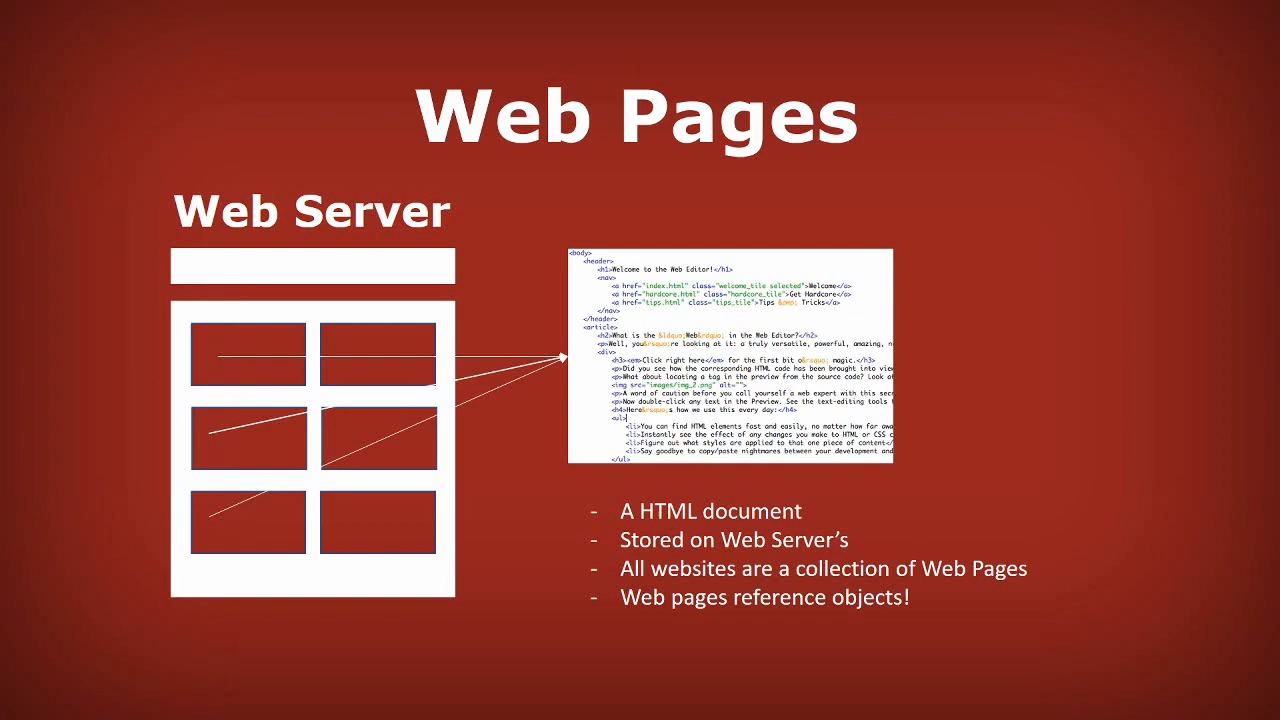 Web Pages
Web Server
<body>
<header>
<h1>Welcome to the Web Editor!</h1>
<nav>
<a href="index.html" class="welcome_tile selected">Welcome</a>
<a href="hardcore.html" class="hardcore_tile">Get Hardcore</a>
<a href="tips.html" class="tips_tile">Tips &amp; Tricks</a>
</nav>
</header>
<article>
<h2>What is the &ldquo;Web&rdquo; in the Web Editor?</h2>
<p>Well, you&rsquo;re looking at it: a truly versatile, powerful, amazing,
<div>
<h3><em>Click right here</em> for the first bit o&rsquo; magic.</h3>
<p>Did you see how the corresponding HTML code has been brought into
<p>What about locating a tag in the preview from the source code? Look
<img src="images/img_2.png" alt="">
<p>A word of caution before you call yourself a web expert with this
<p>Now double-click any text in the Preview. See the text-editing tools
<h4>Here&rsquo;s how we use this every day:</h4>
<ul>
<li>You can find HTML elements fast and easily, no matter how far
<li>Instantly see the effect of any changes you make to HTML or CSS
<li>Figure out what styles are applied to that one piece of content</
<li>Say goodbye to copy/paste nightmares between your development and
</ul>
- A HTML document
- Stored on Web Server’s
- All websites are a collection of Web Pages
- Web pages reference objects!